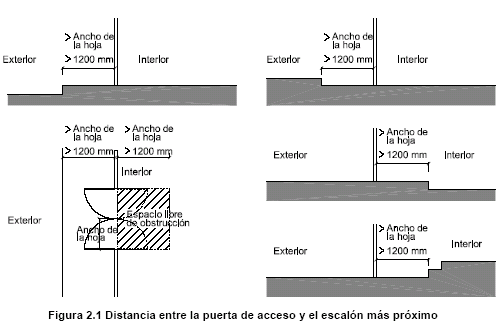 > Ancho de
la hoja
> 1200 mm
Exterior
Interior
> Ancho de
la hoja
> 1200 mm
Exterior
Interior
> Ancho de
la hoja
> 1200 mm
> Ancho de
la hoja
> 1200 mm
Interior
Exterior
Espacio libre
de obstrucción
Ancho de
la hoja
> Ancho de
la hoja
> 1200 mm
Exterior
Interior
> Ancho de
la hoja
> 1200 mm
Exterior
Interior
Figura 2.1 Distancia entre la puerta de acceso y el escalón más próximo